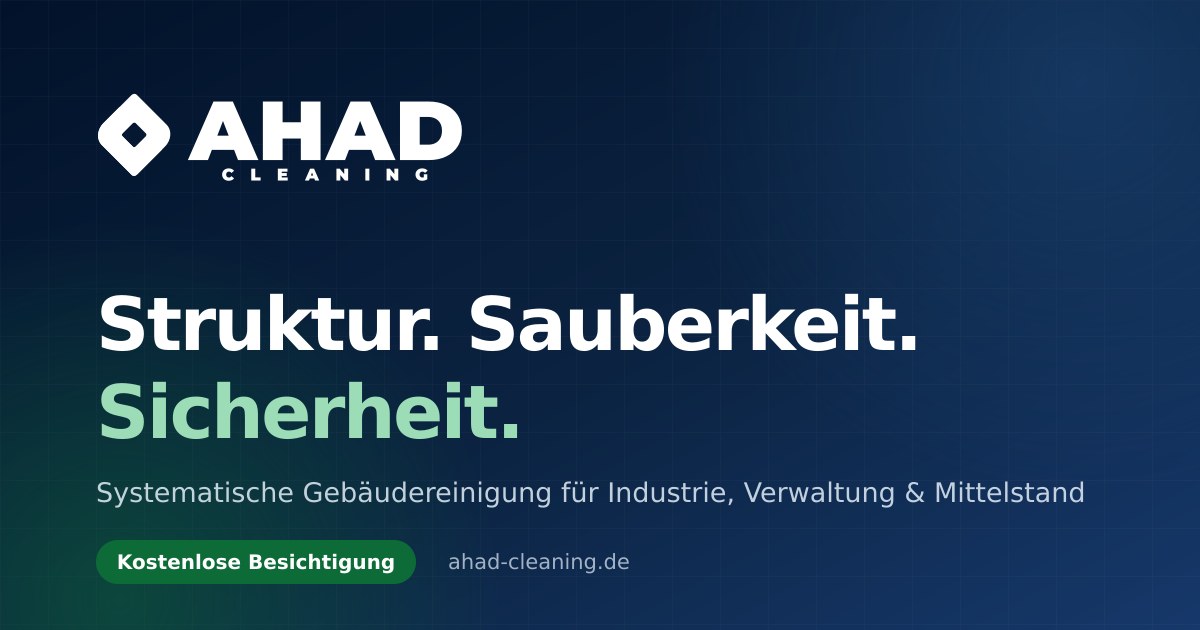 AHAD
CLEANING
Struktur. Sauberkeit.
Sicherheit.
Systematische Gebäudereinigung für Industrie, Verwaltung & Mittelstand
Kostenlose Besichtigung
ahad-cleaning.de